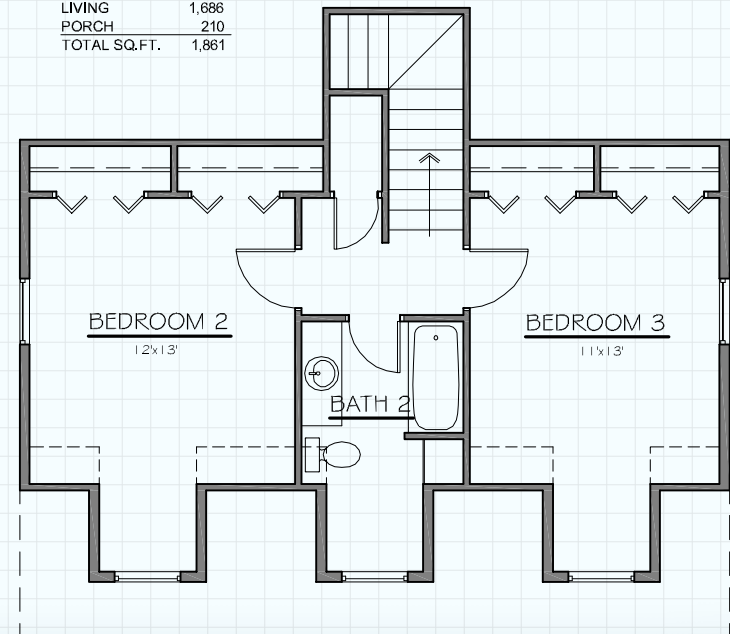 LIVING 1,686
PORCH 210
TOTAL SQ.FT. 1,861
BEDROOM 2
12'x13'
BEDROOM 3
11'x13'
BATH 2